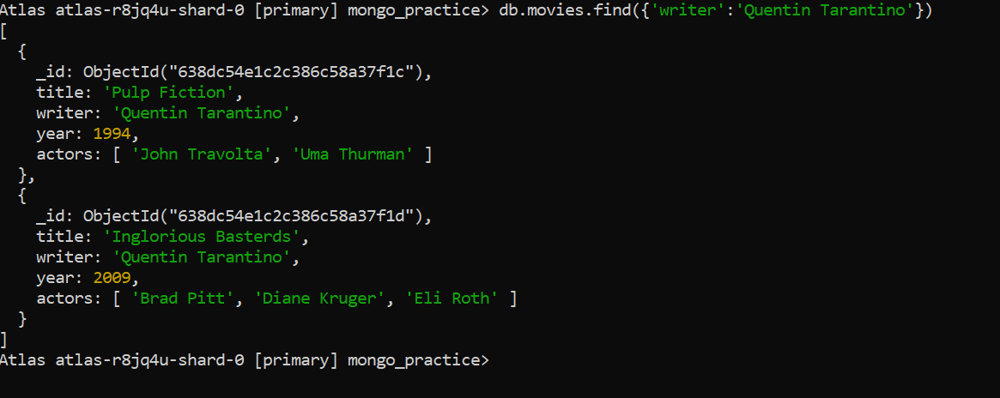 Atlas atlas-r8jq4u-shard-0 [primary] mongo_practice> db.movies.find({'writer':'Quentin Tarantino'})
[
  {
    _id: ObjectId("638dc54e1c2c386c58a37f1c"),
    title: 'Pulp Fiction',
    writer: 'Quentin Tarantino',
    year: 1994,
    actors: [ 'John Travolta', 'Uma Thurman' ]
  },
  {
    _id: ObjectId("638dc54e1c2c386c58a37f1d"),
    title: 'Inglorious Basterds',
    writer: 'Quentin Tarantino',
    year: 2009,
    actors: [ 'Brad Pitt', 'Diane Kruger', 'Eli Roth' ]
  }
]
Atlas atlas-r8jq4u-shard-0 [primary] mongo_practice>